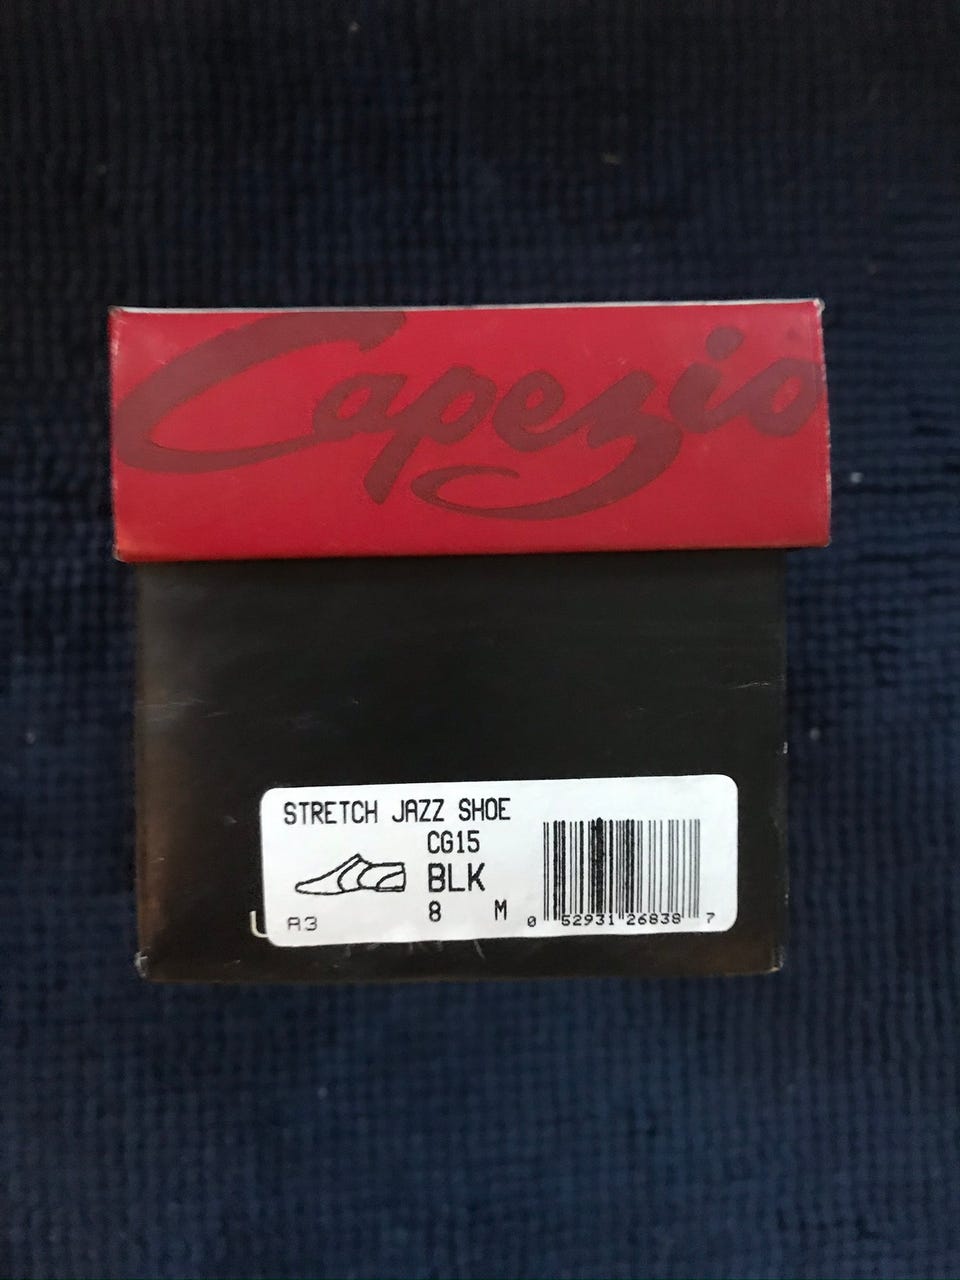 Capezio
STRETCH JAZZ SHOE
CG15
BLK
8 M
A3
0 52931 26838 7